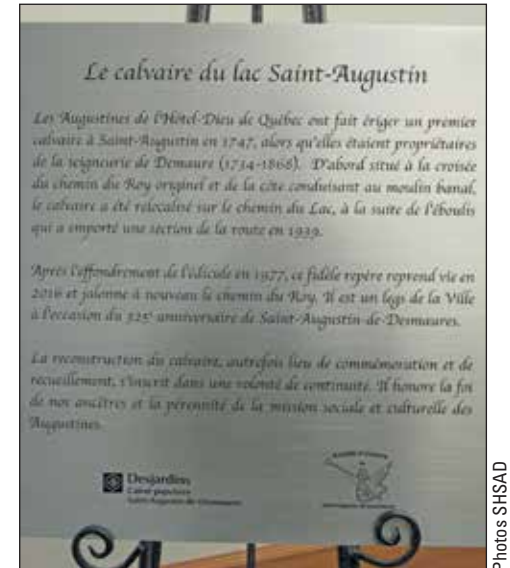 Le calvaire du lac Saint-Augustin
Les Augustines de l'Hôtel-Dieu de Québec ont fait ériger un premier
calvaire à Saint-Augustin en 1747, alors qu'elles étaient propriétaires
de la seigneurie de Demaure (1734-1868). D'abord situé à la croisée
du chemin du Roy originel et de la côte conduisant au moulin banal,
le calvaire a été relocalisé sur le chemin du Lac, à la suite de l'éboulis
qui a emporté une section de la route en 1939.
Après l'effondrement de l'édicule en 1977, ce fidèle repère reprend vie en
2016 et jalonne à nouveau le chemin du Roy. Il est un legs de la Ville
à l'occasion du 325e anniversaire de Saint-Augustin-de-Desmaures.
La reconstruction du calvaire, autrefois lieu de commémoration et de
recueillement, s'inscrit dans une volonté de continuité. Il honore la foi
de nos ancêtres et la pérennité de la mission sociale et culturelle des
Augustines.
Desjardins
Caisse populaire
Saint-Augustin-de-Desmaures
Photos SHSAD